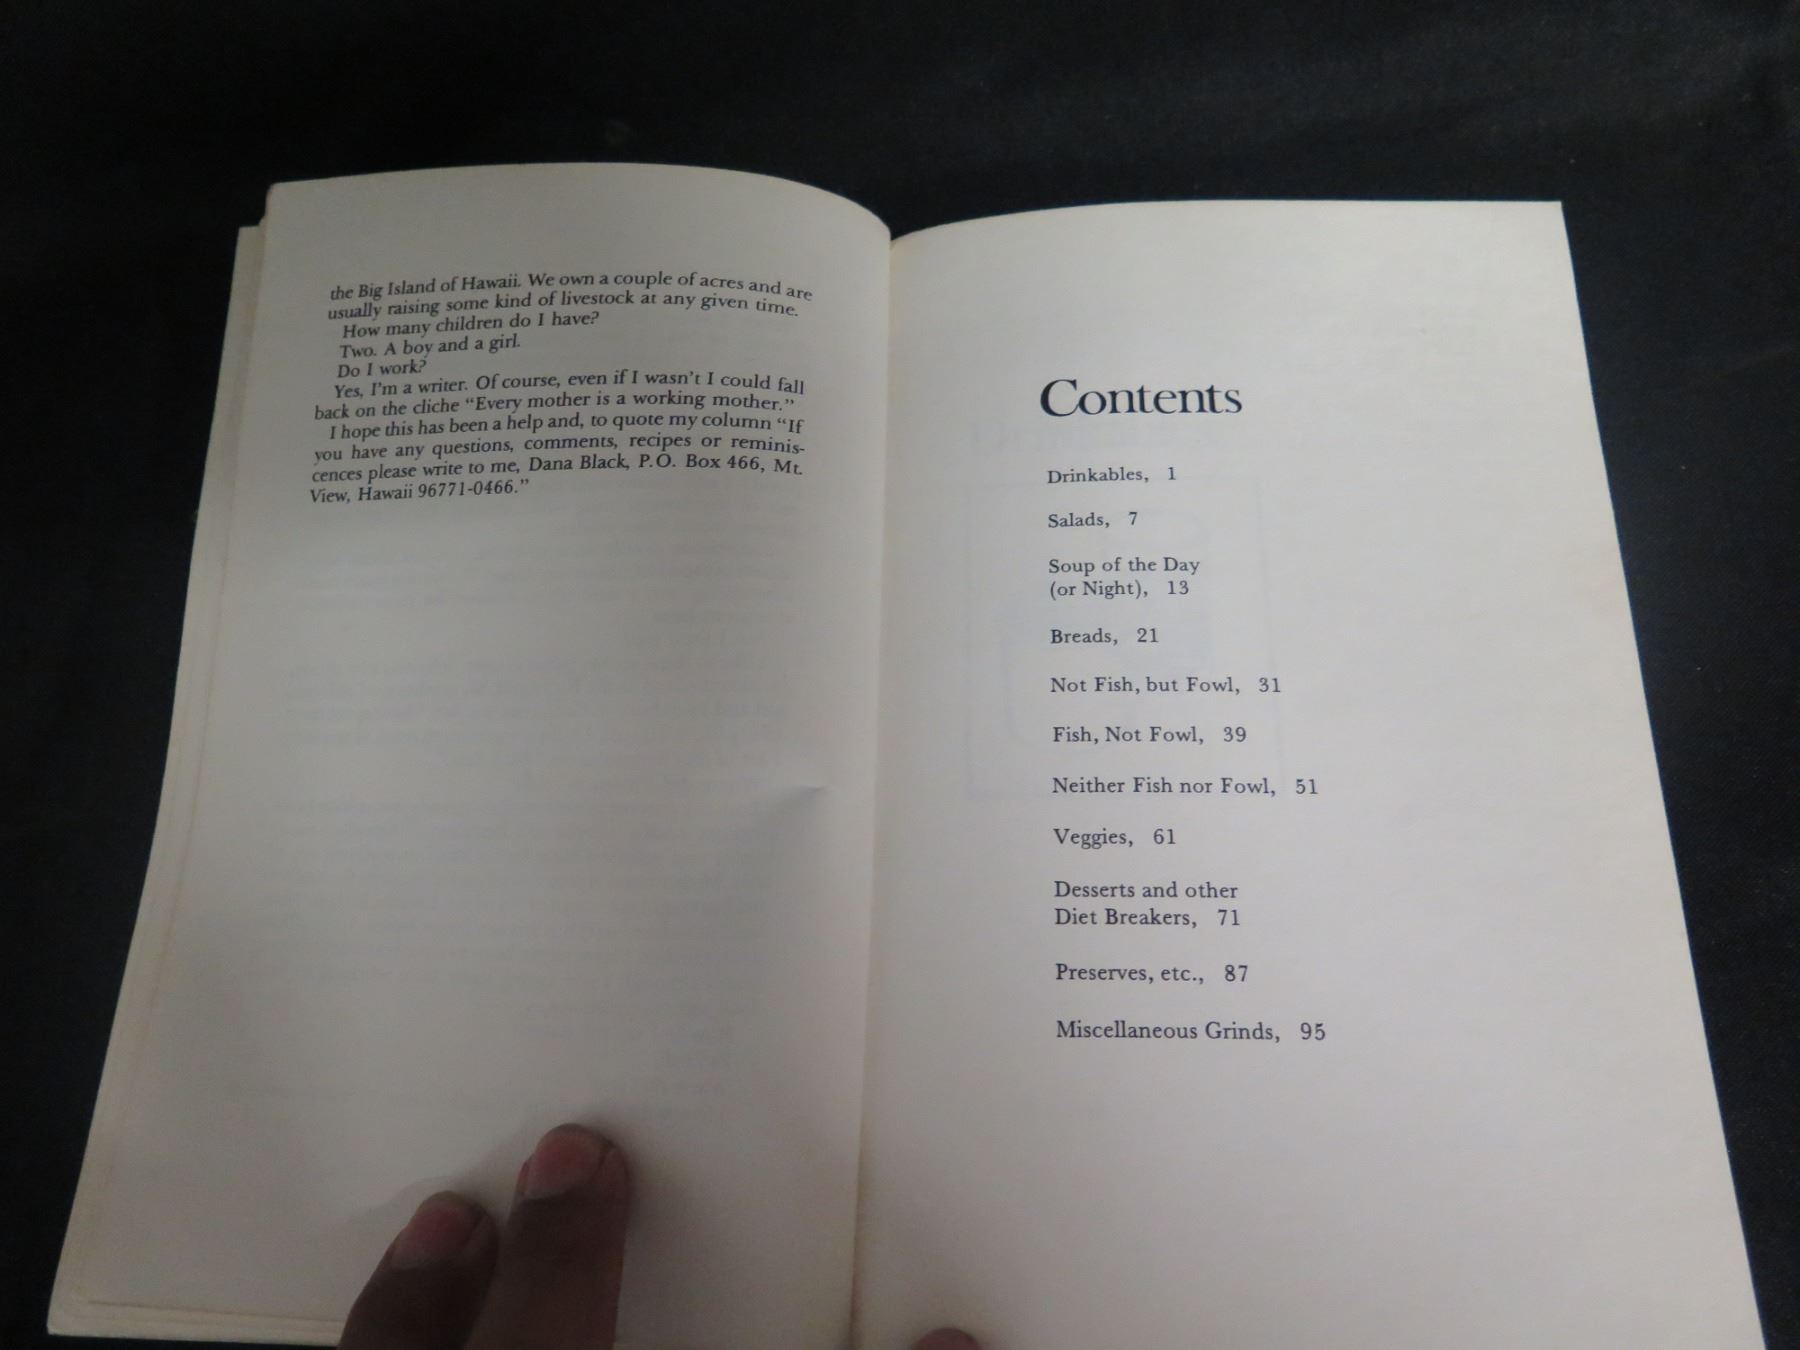 the Big Island of Hawaii. We own a couple of acres and are
usually raising some kind of livestock at any given time.
How many children do I have?
Two. A boy and a girl.
Do I work?
Yes, I'm a writer. Of course, even if I wasn't I could fall
back on the cliche “Every mother is a working mother.”
I hope this has been a help and, to quote my column “If
you have any questions, comments, recipes or reminis-
cences please write to me, Dana Black, P.O. Box 466, Mt.
View, Hawaii 96771-0466.”
Contents
Drinkables, 1
Salads, 7
Soup of the Day
(or Night), 13
Breads, 21
Not Fish, but Fowl, 31
Fish, Not Fowl, 39
Neither Fish nor Fowl, 51
Veggies, 61
Desserts and other
Diet Breakers, 71
Preserves, etc., 87
Miscellaneous Grinds, 95